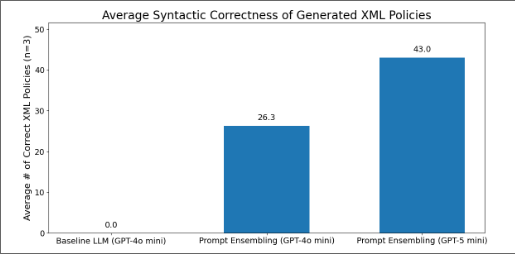 Average Syntactic Correctness of Generated XML Policies
Average # of Correct XML Policies (n=3)
50
40
30
20
10
0
0.0
26.3
43.0
Baseline LLM (GPT-4o mini)
Prompt Ensembling (GPT-4o mini)
Prompt Ensembling (GPT-5 mini)